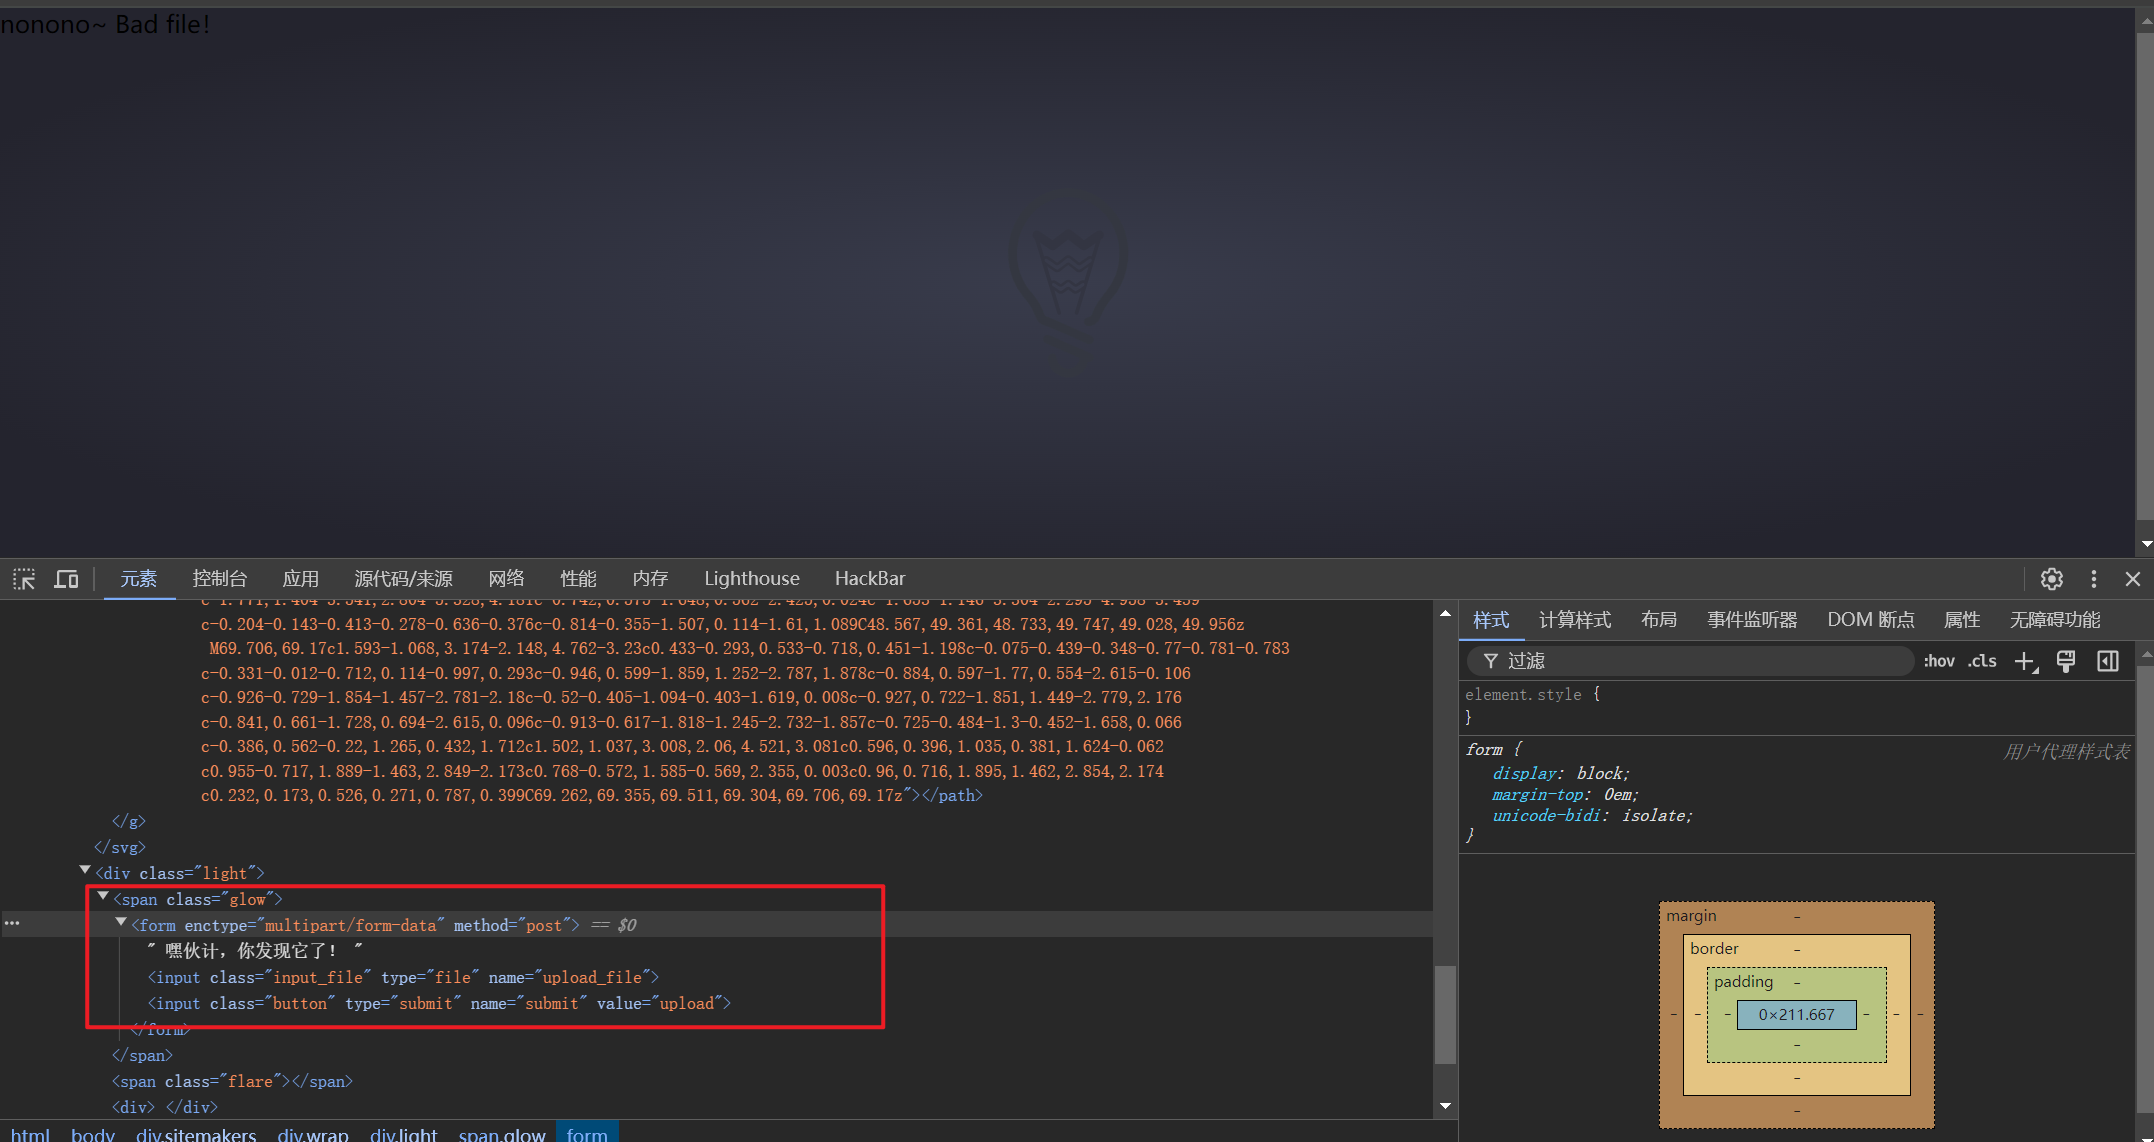 nonono~ Bad file!
元素 控制台 应用 源代码/来源 网络 性能 内存 Lighthouse HackBar
c-0.204-0.143-0.413-0.278-0.636-0.376c-0.814-0.355-1.507,0.114-1.61,1.089C48.567,49.361,48.733,49.747,49.028,49.956z
M69.706,69.17c1.593-1.068,3.174-2.148,4.762-3.23c0.433-0.293,0.533-0.718,0.451-1.198c-0.075-0.439-0.348-0.77-0.781-0.783
c-0.331-0.012-0.712,0.114-0.997,0.293c-0.946,0.599-1.859,1.252-2.787,1.878c-0.884,0.597-1.77,0.554-2.615-0.106
c-0.926-0.729-1.854-1.457-2.781-2.18c-0.52-0.405-1.094-0.403-1.619,0.008c-0.927,0.722-1.851,1.449-2.779,2.176
c-0.841,0.661-1.728,0.694-2.615,0.096c-0.913-0.617-1.818-1.245-2.732-1.857c-0.725-0.484-1.3-0.452-1.658,0.066
c-0.386,0.562-0.22,1.265,0.432,1.712c1.502,1.037,3.008,2.06,4.521,3.081c0.596,0.396,1.035,0.381,1.624-0.062
c0.955-0.717,1.889-1.463,2.849-2.173c0.768-0.572,1.585-0.569,2.355,0.003c0.96,0.716,1.895,1.462,2.854,2.174
c0.232,0.173,0.526,0.271,0.787,0.399C69.262,69.355,69.511,69.304,69.706,69.17z"></path>
</g>
</svg>
<div class="light">
<span class="glow">
<form enctype="multipart/form-data" method="post"> == $0
" 嘿伙计，你发现它了！ "
<input class="input_file" type="file" name="upload_file">
<input class="button" type="submit" name="submit" value="upload">
</form>
</span>
<span class="flare"></span>
<div> </div>
html body div.sitemakers div.wrap div.light span.glow form
样式 计算样式 布局 事件监听器 DOM 断点 属性 无障碍功能
过滤 :hov .cls
element.style {
}
form { 用户代理样式表
display: block;
margin-top: 0em;
unicode-bidi: isolate;
}
margin -
border -
padding -
- - - 0×211.667 - - -
-
-
-